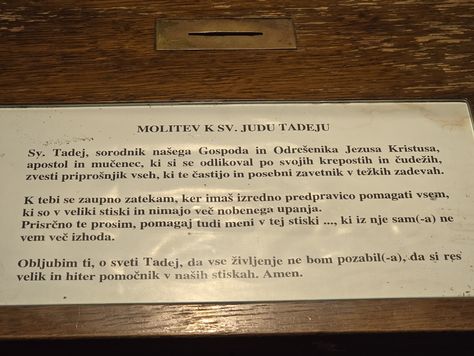 MOLITEV K SV. JUDU TADEJU
Sv. Tadej, sorodnik našega Gospoda in Odrešenika Jezusa Kristusa,
apostol in mučenec, ki si se odlikoval po svojih krepostih in čudežih,
zvesti priprošnjik vseh, ki te častijo in posebni zavetnik v težkih zadevah.
K tebi se zaupno zatekam, ker imaš izredno predpravico pomagati vsem,
ki so v veliki stiski in nimajo več nobenega upanja.
Prisrčno te prosim, pomagaj tudi meni v tej stiski ..., ki iz nje sam(-a) ne
vem več izhoda.
Obljubim ti, o sveti Tadej, da vse življenje ne bom pozabil(-a), da si res
velik in hiter pomočnik v naših stiskah. Amen.